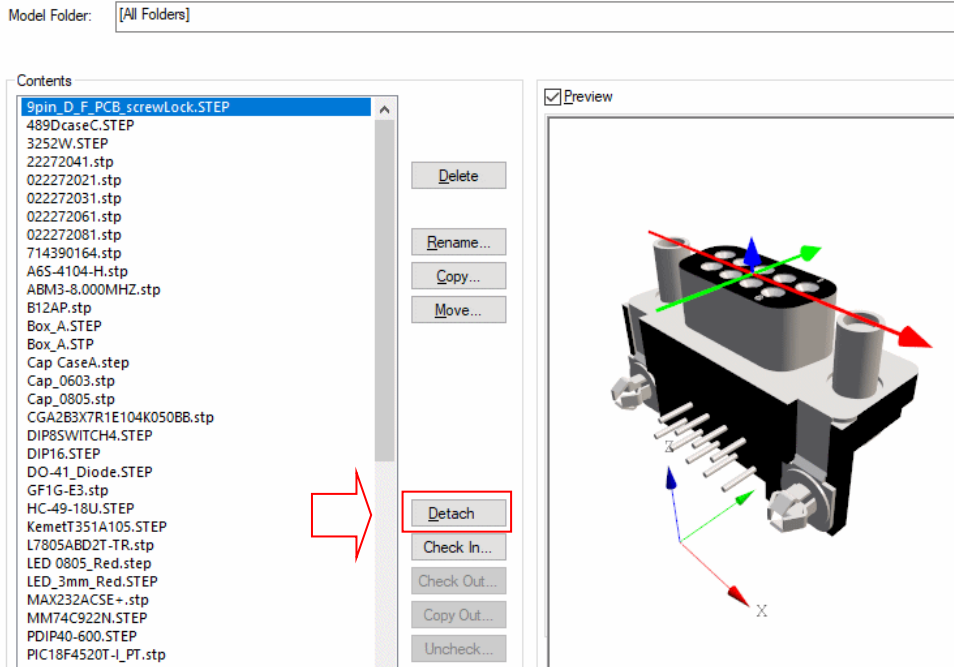 Model Folder:
[All Folders]
Contents
9pin_D_F_PCB_screwLock.STEP
489DcaseC.STEP
3252W.STEP
22272041.stp
022272021.stp
022272031.stp
022272061.stp
022272081.stp
714390164.stp
A6S-4104-H.stp
ABM3-8.000MHZ.stp
B12AP.stp
Box_A.STEP
Box_A.STP
Cap CaseA.step
Cap_0603.stp
Cap_0805.stp
CGA2B3X7R1E104K050BB.stp
DIP8SWITCH4.STEP
DIP16.STEP
DO-41_Diode.STEP
GF1G-E3.stp
HC-49-18U.STEP
KemetT351A105.STEP
L7805ABD2T-TR.stp
LED 0805_Red.step
LED_3mm_Red.STEP
MAX232ACSE+.stp
MM74C922N.STEP
PDIP40-600.STEP
PIC18F4520T-I_PT.stp
Delete
Rename...
Copy...
Move...
Detach
Check In...
Check Out...
Copy Out...
Uncheck...
Preview
Z
X